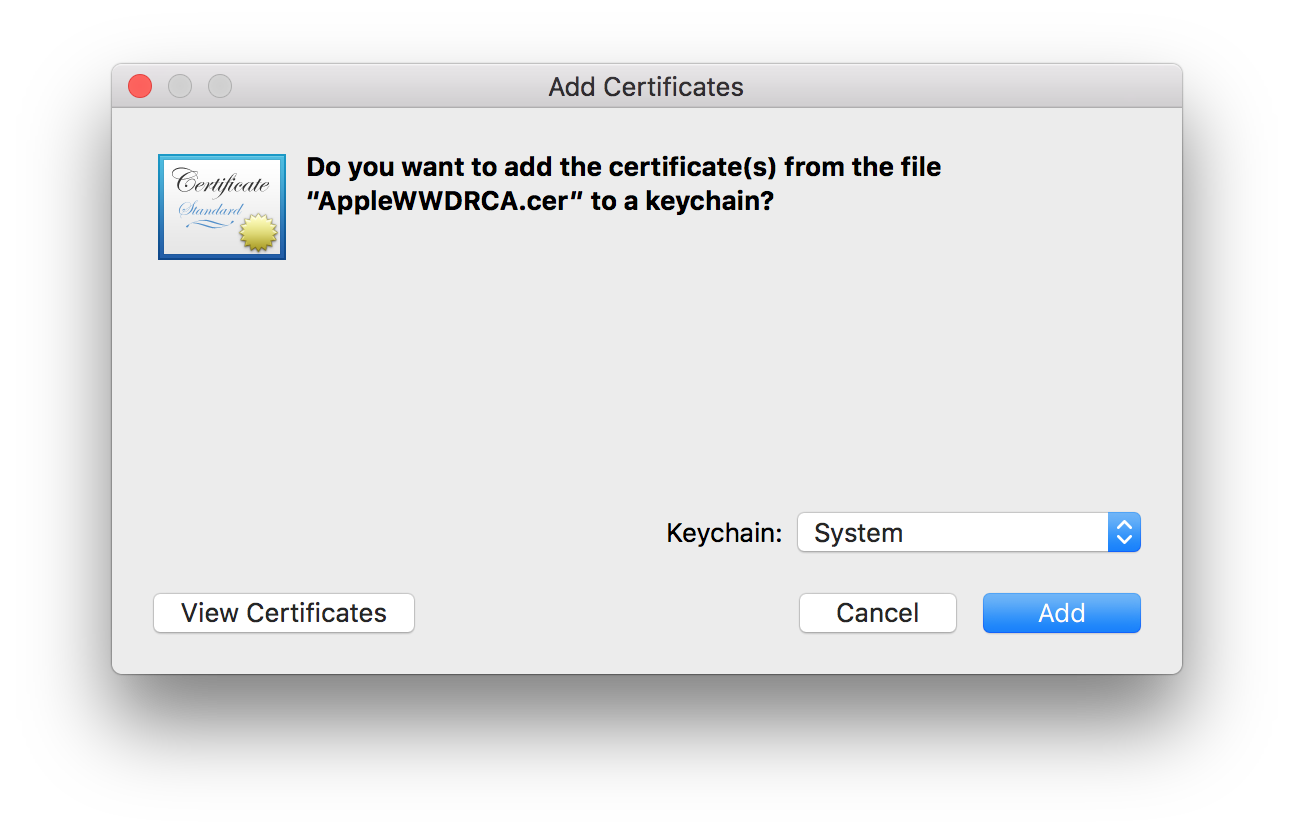 Add Certificates
Certificate
Standard
Do you want to add the certificate(s) from the file
“AppleWWDRCA.cer” to a keychain?
Keychain: System
View Certificates Cancel Add